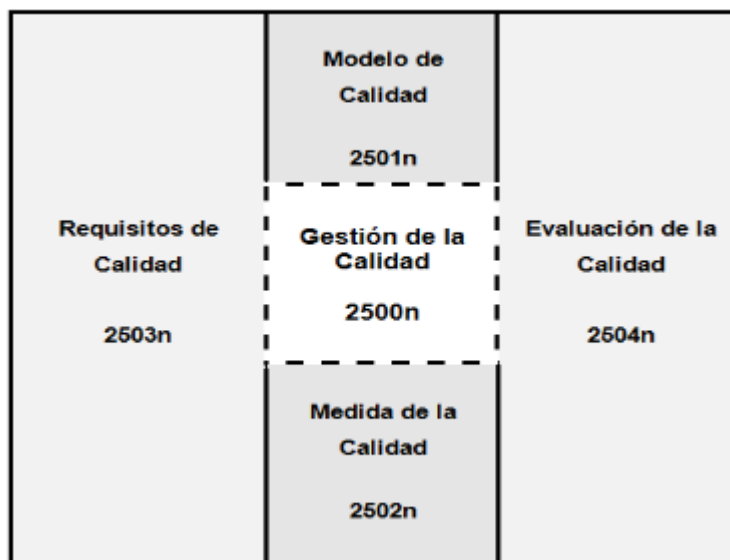 Modelo de
Calidad
2501n
Requisitos de
Calidad
2503n
Gestión de la
Calidad
2500n
Evaluación de la
Calidad
2504n
Medida de la
Calidad
2502n